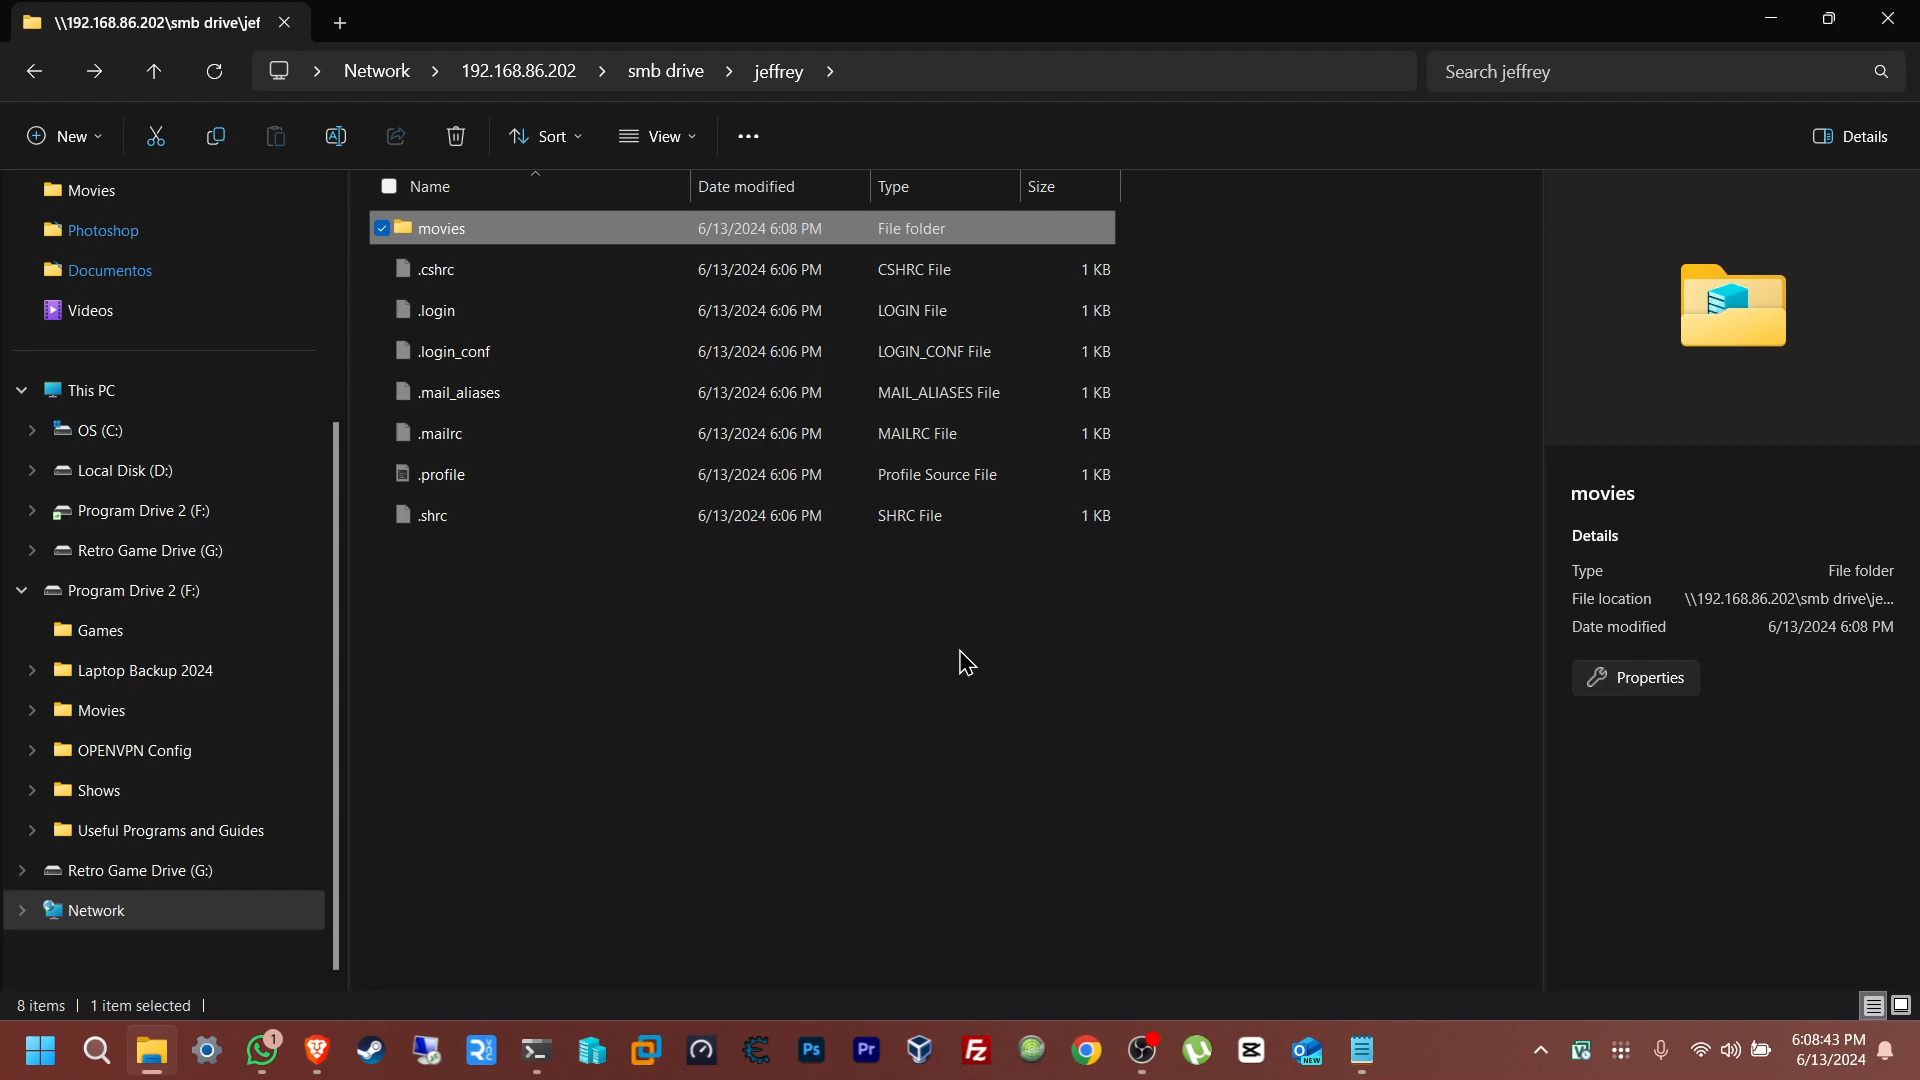 \\192.168.86.202\smb drive\jef
Network 192.168.86.202 smb drive jeffrey
Search jeffrey
New
Sort
View
Details
Movies
Photoshop
Documentos
Videos
This PC
OS (C:)
Local Disk (D:)
Program Drive 2 (F:)
Retro Game Drive (G:)
Program Drive 2 (F:)
Games
Laptop Backup 2024
Movies
OPENVPN Config
Shows
Useful Programs and Guides
Retro Game Drive (G:)
Network
Name Date modified Type Size
movies 6/13/2024 6:08 PM File folder
.cshrc 6/13/2024 6:06 PM CSHRC File 1 KB
.login 6/13/2024 6:06 PM LOGIN File 1 KB
.login_conf 6/13/2024 6:06 PM LOGIN_CONF File 1 KB
.mail_aliases 6/13/2024 6:06 PM MAIL_ALIASES File 1 KB
.mailrc 6/13/2024 6:06 PM MAILRC File 1 KB
.profile 6/13/2024 6:06 PM Profile Source File 1 KB
.shrc 6/13/2024 6:06 PM SHRC File 1 KB
movies
Details
Type File folder
File location \\192.168.86.202\smb drive\je...
Date modified 6/13/2024 6:08 PM
Properties
8 items 1 item selected
1
Ps
Pr
Fz
NEW
6:08:43 PM
6/13/2024